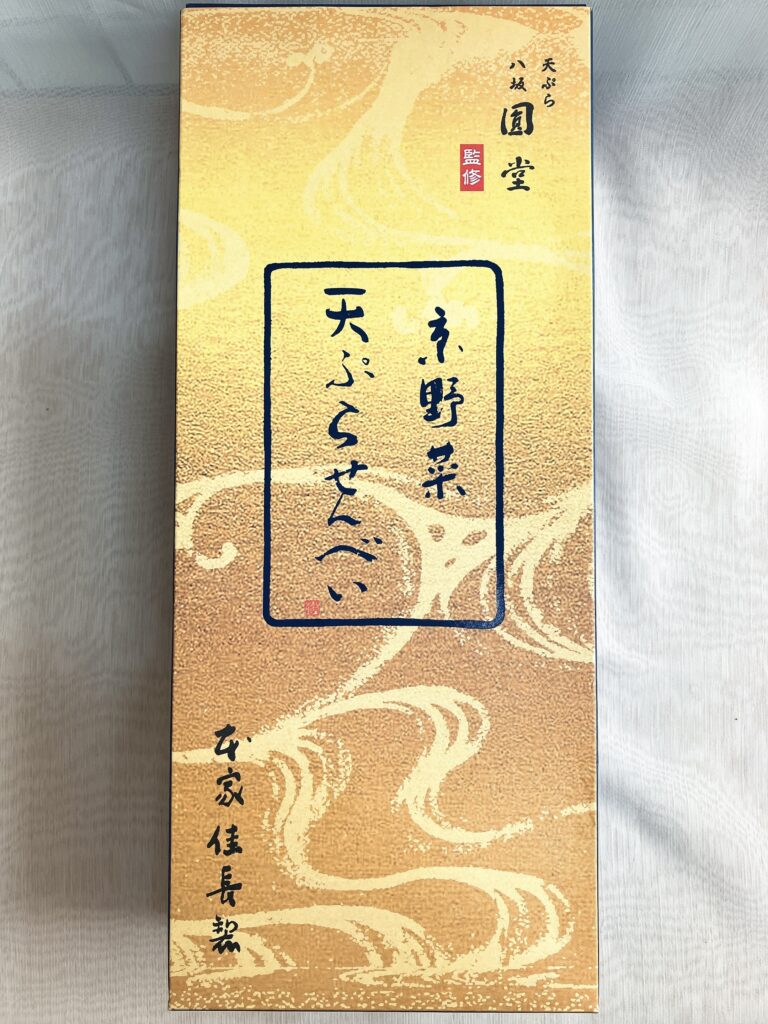 天ぷら
八坂
圓堂
監修
京野菜
天ぷらせんべい
本家佳長製